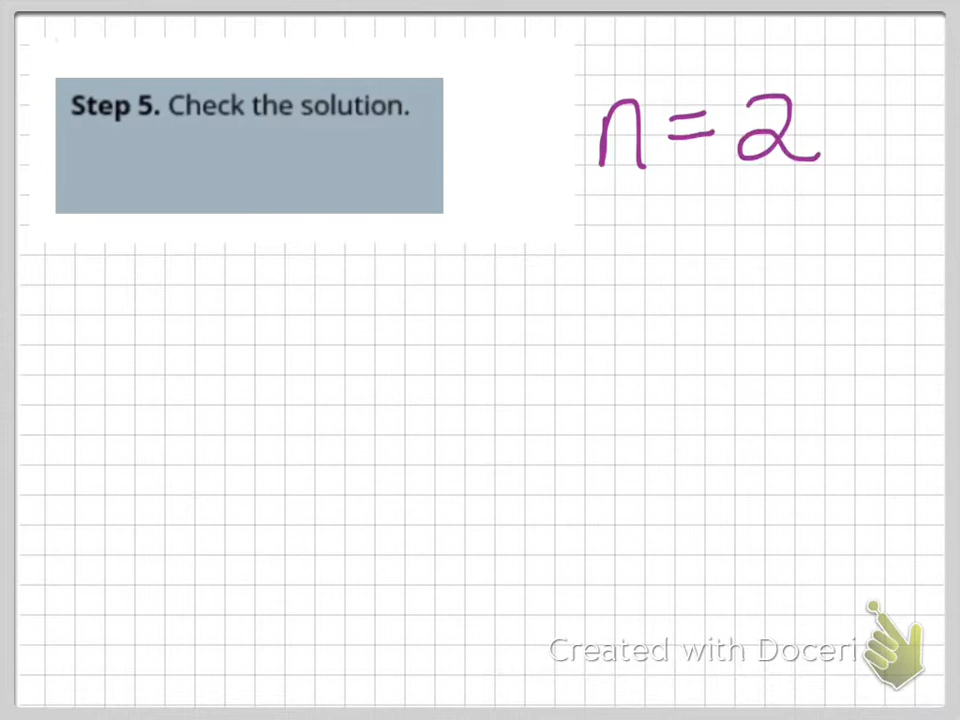 Step 5. Check the solution.
n = 2
Created with Doceri